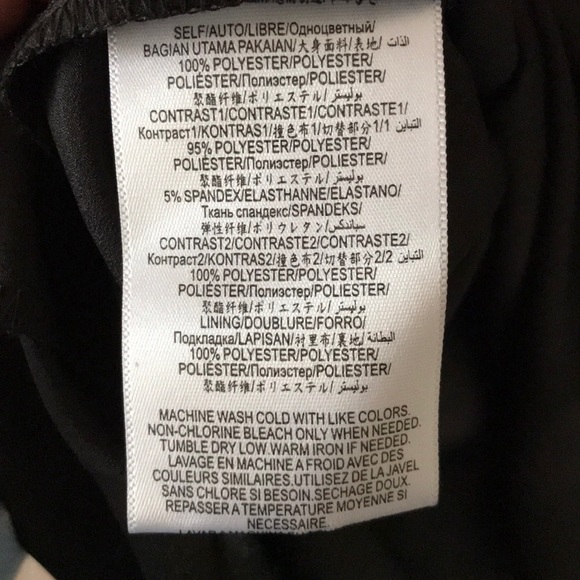 SELF/AUTO/LIBRE/Одноцветный/
BAGIAN UTAMA PAKAIAN/大身面料/表地/ الذات
100% POLYESTER/POLYESTER/
POLIÉSTER/Полиэстер/POLIESTER/
聚酯纤维/ポリエステル/بوليستر
CONTRAST1/CONTRASTE1/CONTRASTE1/
Контраст1/KONTRAS1/撞色布1/切替部分1/1 التباين
95% POLYESTER/POLYESTER/
POLIÉSTER/Полиэстер/POLIESTER/
聚酯纤维/ポリエステル/بوليستر
5% SPANDEX/ELASTHANNE/ELASTANO/
Ткань спандекс/SPANDEKS/
弹性纤维/ポリウレタン/سباندكس
CONTRAST2/CONTRASTE2/CONTRASTE2/
Контраст2/KONTRAS2/撞色布2/切替部分2/2 التباين
100% POLYESTER/POLYESTER/
POLIÉSTER/Полиэстер/POLIESTER/
聚酯纤维/ポリエステル/بوليستر
LINING/DOUBLURE/FORRO/
Подкладка/LAPISAN/衬里布/裏地/البطانة
100% POLYESTER/POLYESTER/
POLIÉSTER/Полиэстер/POLIESTER/
聚酯纤维/ポリエステル/بوليستر
MACHINE WASH COLD WITH LIKE COLORS.
NON-CHLORINE BLEACH ONLY WHEN NEEDED.
TUMBLE DRY LOW.WARM IRON IF NEEDED.
LAVAGE EN MACHINE A FROID AVEC DES
COULEURS SIMILAIRES.UTILISEZ DE LA JAVEL
SANS CHLORE SI BESOIN.SECHAGE DOUX.
REPASSER A TEMPERATURE MOYENNE SI
NECESSAIRE.